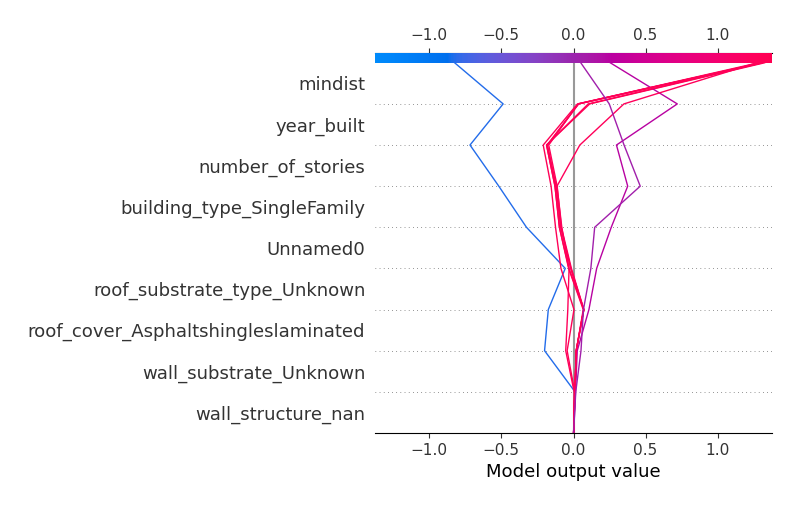 −1.0 −0.5 0.0 0.5 1.0
mindist
year_built
number_of_stories
building_type_SingleFamily
Unnamed0
roof_substrate_type_Unknown
roof_cover_Asphaltshingleslaminated
wall_substrate_Unknown
wall_structure_nan
−1.0 −0.5 0.0 0.5 1.0
Model output value